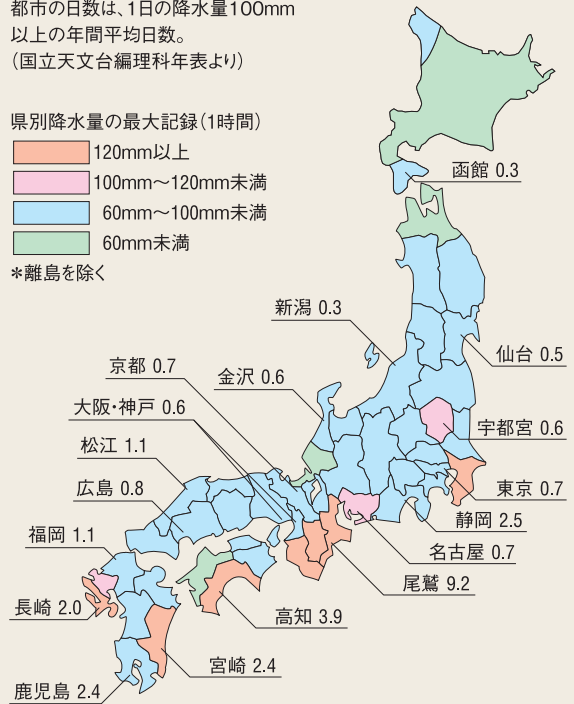 都市の日数は、1日の降水量100mm
以上の年間平均日数。
（国立天文台編理科年表より）
県別降水量の最大記録（1時間）
120mm以上
100mm〜120mm未満
60mm〜100mm未満
60mm未満
＊離島を除く
函館 0.3
新潟 0.3
仙台 0.5
京都 0.7
金沢 0.6
大阪・神戸 0.6
宇都宮 0.6
松江 1.1
東京 0.7
広島 0.8
静岡 2.5
福岡 1.1
名古屋 0.7
尾鷲 9.2
長崎 2.0
高知 3.9
宮崎 2.4
鹿児島 2.4